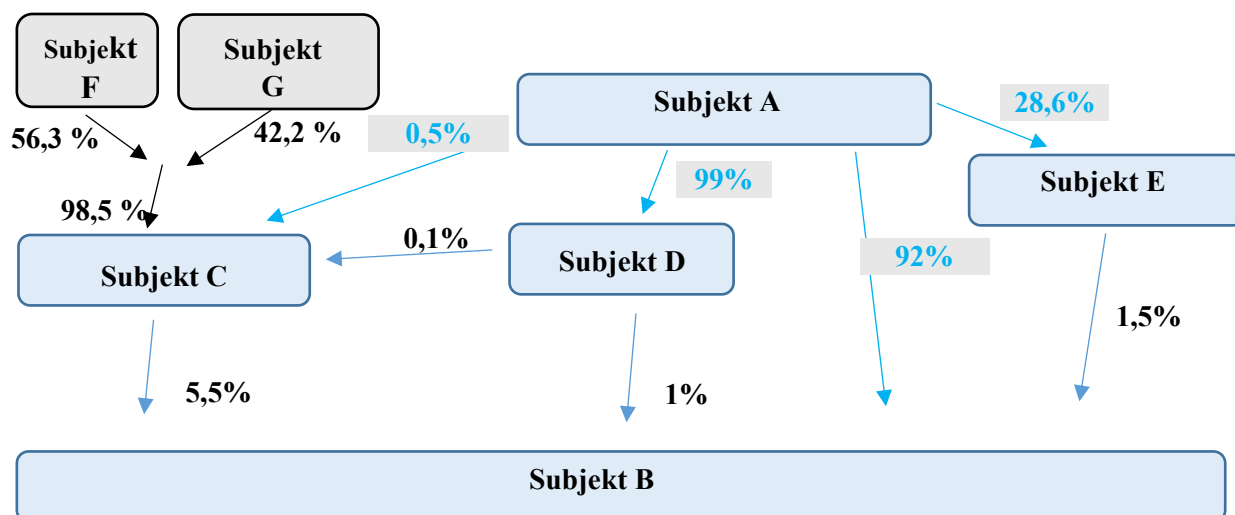 Subjekt
F
Subjekt
G
Subjekt A
28,6%
56,3 %
42,2 %
0,5%
99%
Subjekt E
98,5 %
0,1%
Subjekt C
Subjekt D
92%
1,5%
5,5%
1%
Subjekt B